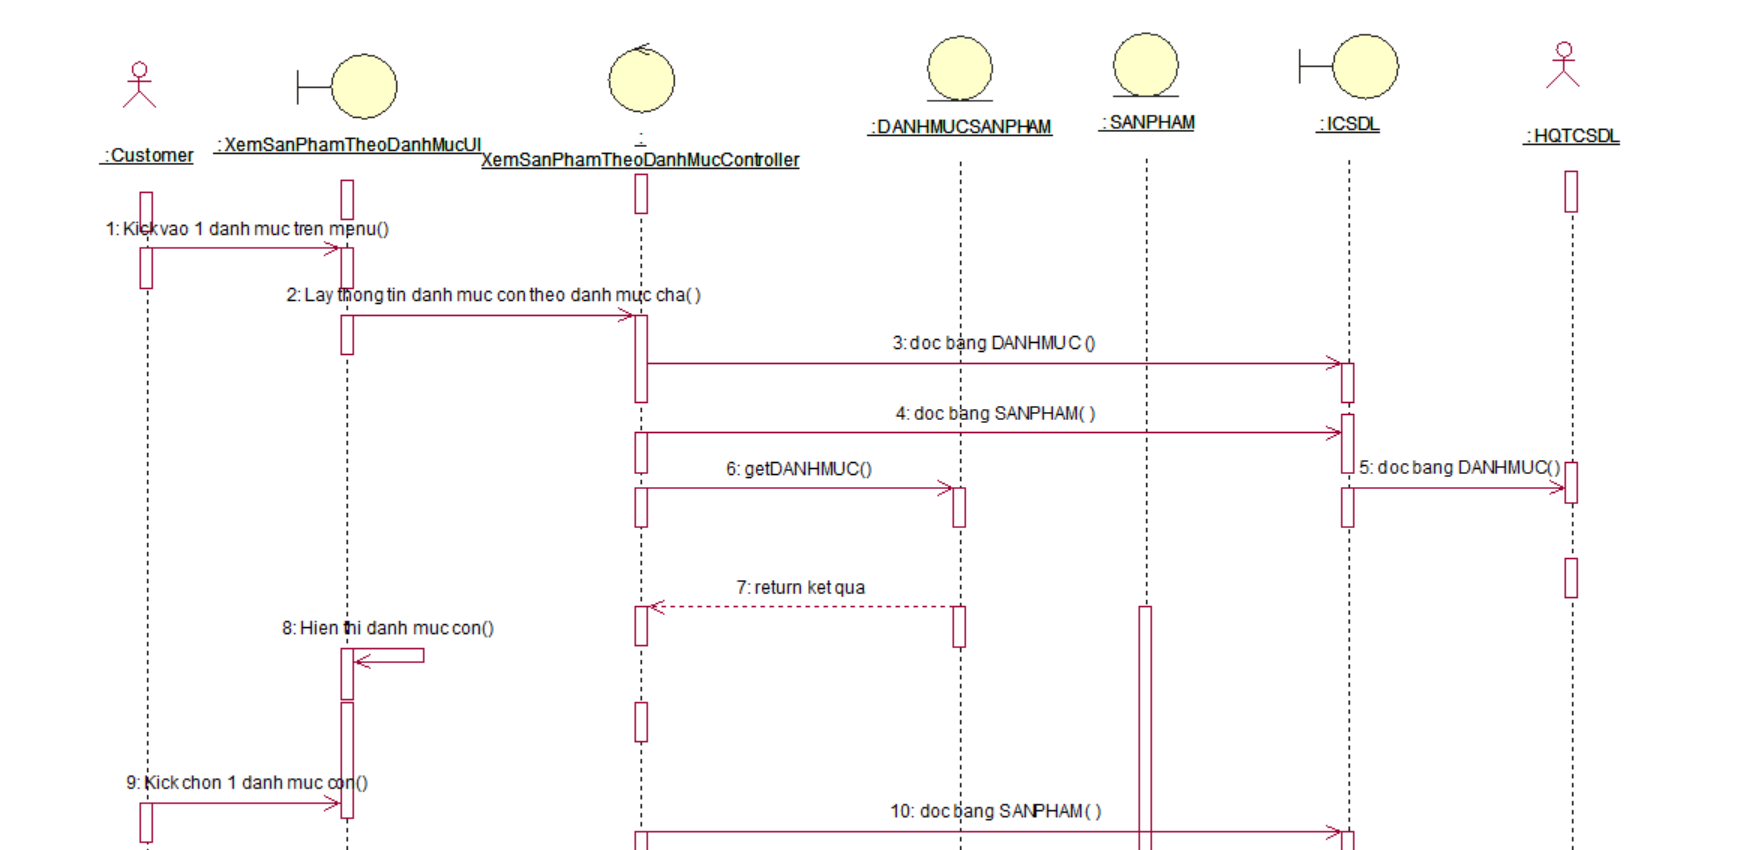 :Customer
:XemSanPhamTheoDanhMucUI
:
XemSanPhamTheoDanhMucController
:DANHMUCSANPHAM
:SANPHAM
:ICSDL
:HQTCSDL
1: Kick vao 1 danh muc tren menu()
2: Lay thong tin danh muc con theo danh muc cha( )
3: doc bang DANHMUC ()
4: doc bang SANPHAM( )
6: getDANHMUC()
5: doc bang DANHMUC()
7: return ket qua
8: Hien thi danh muc con()
9: Kick chon 1 danh muc con()
10: doc bang SANPHAM( )